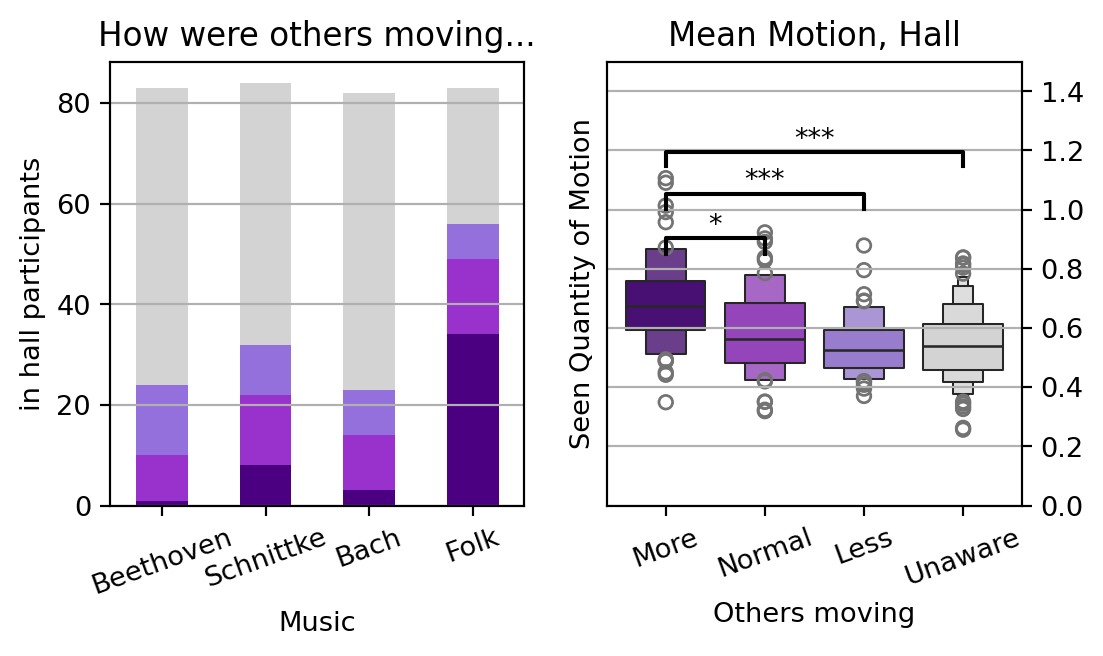 How were others moving...
in hall participants
80
60
40
20
0
Beethoven
Schnittke
Bach
Folk
Music
Mean Motion, Hall
Seen Quantity of Motion
***
***
*
1.4
1.2
1.0
0.8
0.6
0.4
0.2
0.0
More
Normal
Less
Unaware
Others moving